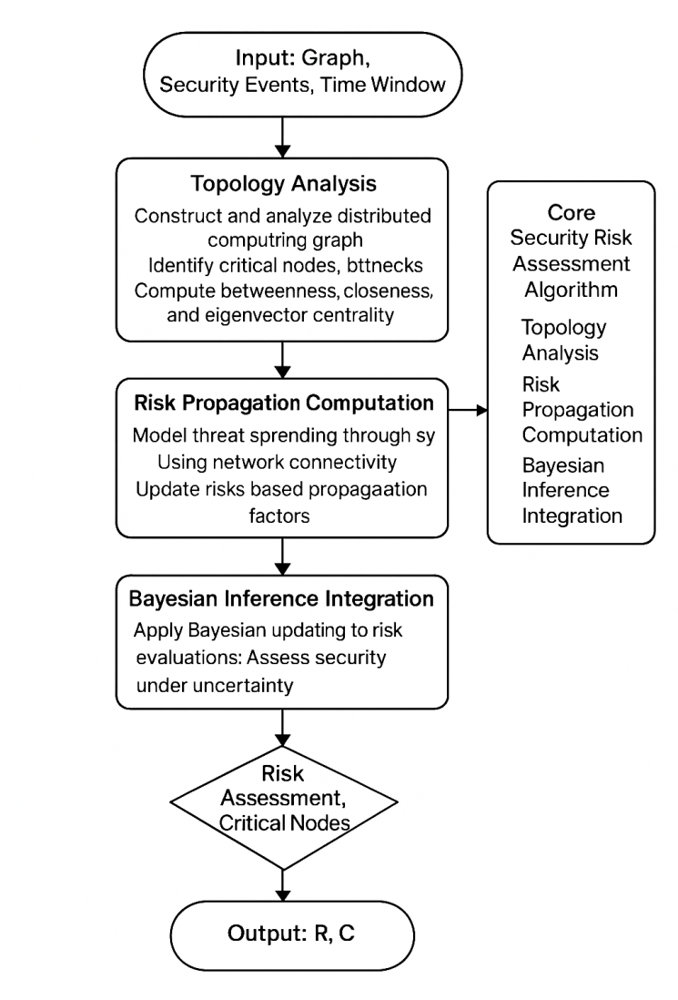 Input: Graph,
Security Events, Time Window
Topology Analysis
Construct and analyze distributed
computring graph
Identify critical nodes, bttnecks
Compute betweenness, closeness,
and eigenvector centrality
Risk Propagation Computation
Model threat sprending through sy
Using network connectivity
Update risks based propagaation
factors
Bayesian Inference Integration
Apply Bayesian updating to risk
evaluations: Assess security
under uncertainty
Risk
Assessment,
Critical Nodes
Output: R, C
Core
Security Risk
Assessment
Algorithm
Topology
Analysis
Risk
Propagation
Computation
Bayesian
Inference
Integration